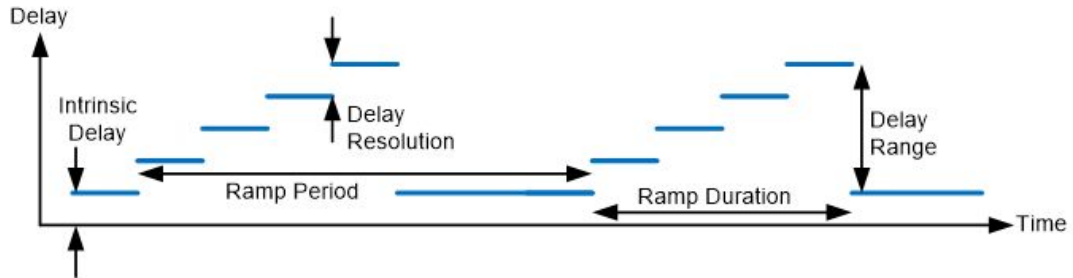 Delay
Intrinsic
Delay
Delay
Resolution
Delay
Range
Ramp Period
Ramp Duration
Time